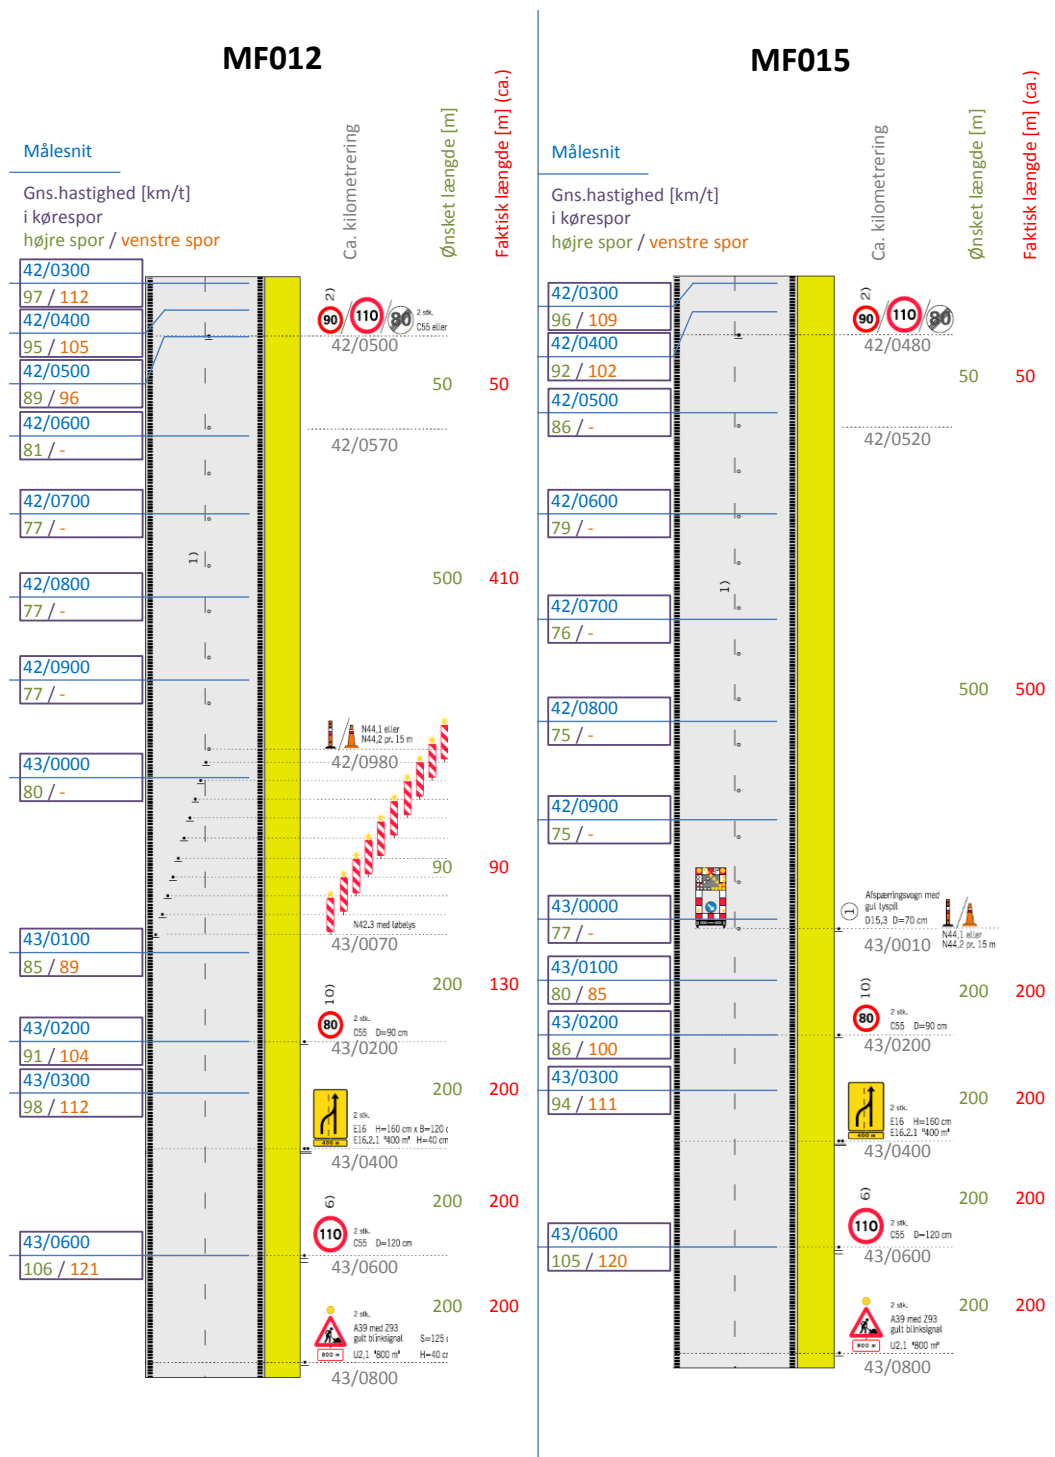 MF012
Målesnit
Gns.hastighed [km/t]
i kørespor
højre spor / venstre spor
Ca. kilometrering
Ønsket længde [m]
Faktisk længde [m] (ca.)
42/0300
97 / 112
42/0400
95 / 105
42/0500
89 / 96
42/0600
81 / -
42/0700
77 / -
42/0800
77 / -
42/0900
77 / -
43/0000
80 / -
43/0100
85 / 89
43/0200
91 / 104
43/0300
98 / 112
43/0600
106 / 121
1)
2)
90
110
80
2 stk.
C55 eller
42/0500
50
50
42/0570
500
410
N44,1 eller
N44,2 pr. 15 m
42/0980
90
90
N42.3 med løbelys
43/0070
200
130
10)
80
2 stk.
C55 D=90 cm
43/0200
200
200
400 m
2 stk.
E16 H=160 cm x B=120 c
E16.2.1 "400 m" H=40 cm
43/0400
200
200
6)
110
2 stk.
C55 D=120 cm
43/0600
200
200
800 m
2 stk.
A39 med Z93
gult blinksignal S=125 c
U2,1 "800 m" H=40 cm
43/0800
MF015
Målesnit
Gns.hastighed [km/t]
i kørespor
højre spor / venstre spor
Ca. kilometrering
Ønsket længde [m]
Faktisk længde [m] (ca.)
42/0300
96 / 109
42/0400
92 / 102
42/0500
86 / -
42/0600
79 / -
42/0700
76 / -
42/0800
75 / -
42/0900
75 / -
43/0000
77 / -
43/0100
80 / 85
43/0200
86 / 100
43/0300
94 / 111
43/0600
105 / 120
1)
2)
90
110
80
42/0480
50
50
42/0520
500
500
1
Afspærringsvogn med
gul lyspil
D15,3 D=70 cm
43/0010
N44,1 eller
N44,2 pr. 15 m
200
200
10)
80
2 stk.
C55 D=90 cm
43/0200
200
200
400 m
2 stk.
E16 H=160 cm
E16.2.1 "400 m"
43/0400
200
200
6)
110
2 stk.
C55 D=120 cm
43/0600
200
200
800 m
2 stk.
A39 med Z93
gult blinksignal
U2,1 "800 m"
43/0800